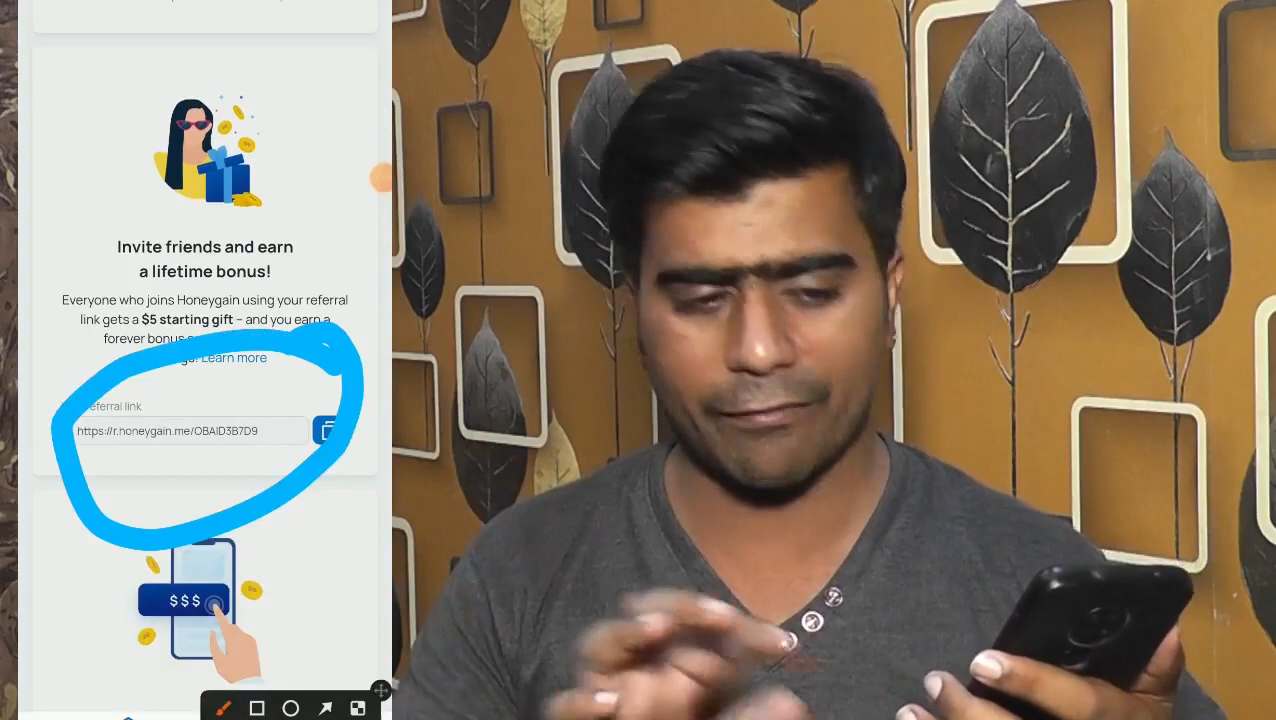 Invite friends and earn
a lifetime bonus!
Everyone who joins Honeygain using your referral
link gets a $5 starting gift – and you earn a
forever bonus
Learn more
referral link
https://r.honeygain.me/OBAID3B7D9
$$$